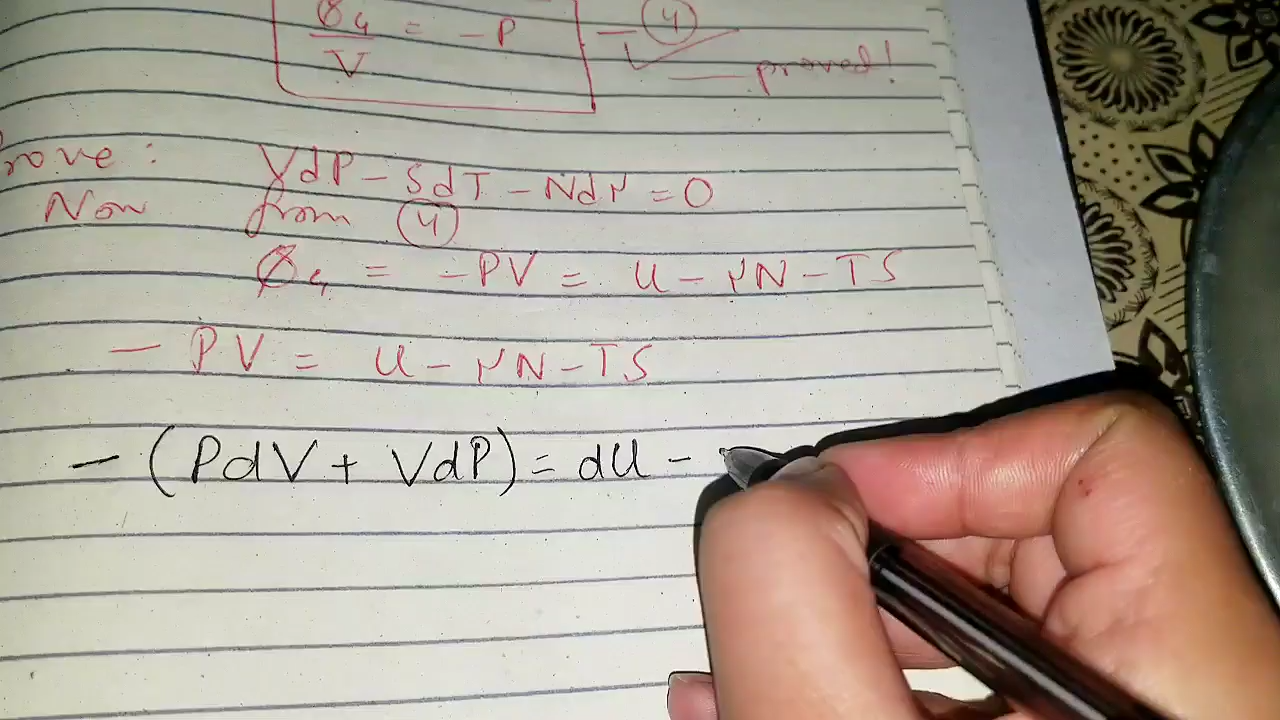 Φ4/V = -P — (4)
— proved!
rove: VdP - SdT - Ndμ = 0
Now from (4)
Φ4 = -PV = U - μN - TS
- PV = U - μN - TS
- (PdV + VdP) = dU -